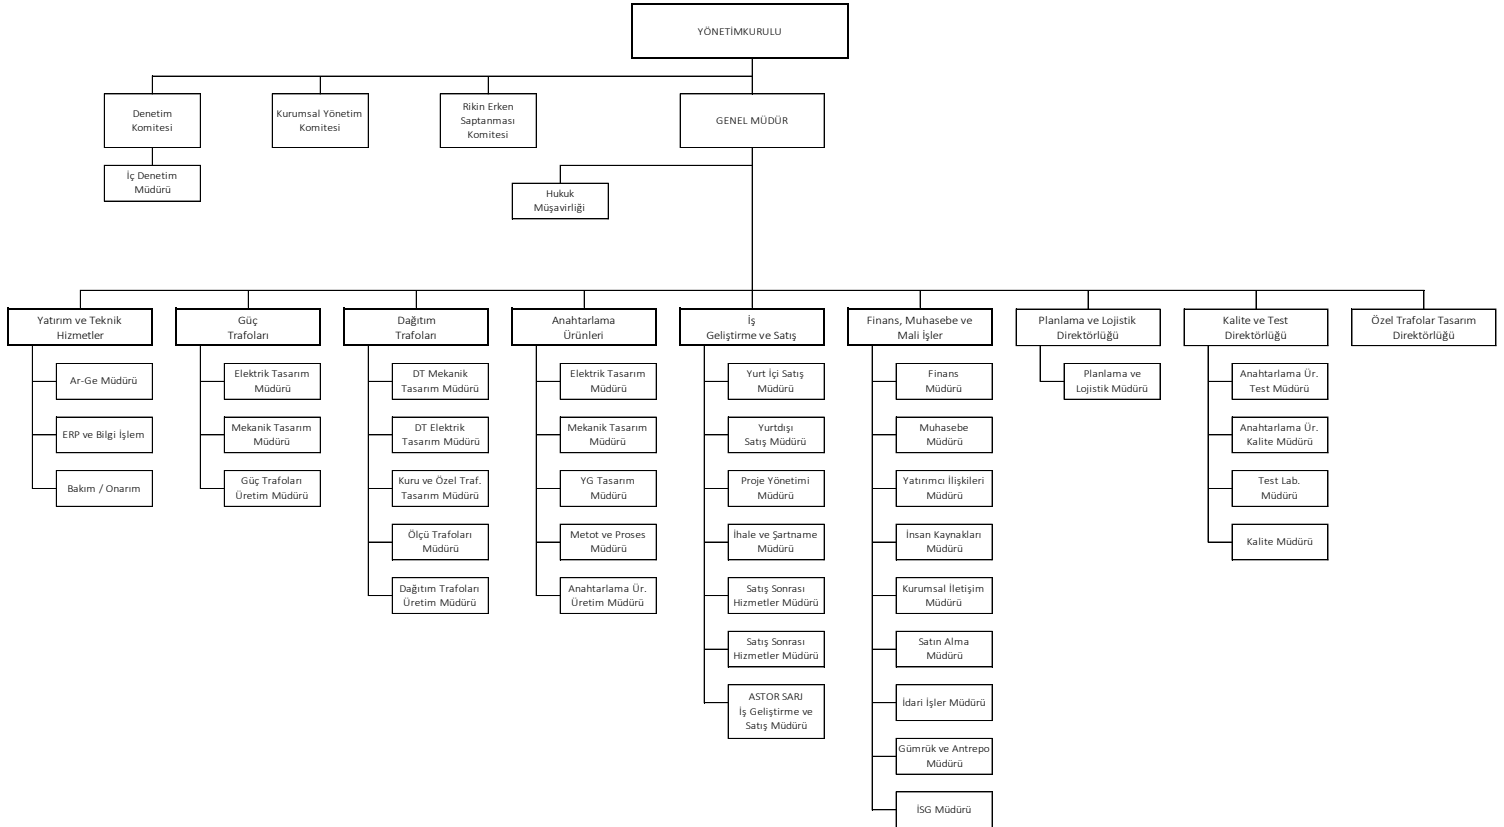 YÖNETİMKURULU
Denetim
Komitesi
Kurumsal Yönetim
Komitesi
Rikin Erken
Saptanması
Komitesi
GENEL MÜDÜR
İç Denetim
Müdürü
Hukuk
Müşavirliği
Yatırım ve Teknik
Hizmetler
Güç
Trafoları
Dağıtım
Trafoları
Anahtarlama
Ürünleri
İş
Geliştirme ve Satış
Finans, Muhasebe ve
Mali İşler
Planlama ve Lojistik
Direktörlüğü
Kalite ve Test
Direktörlüğü
Özel Trafolar Tasarım
Direktörlüğü
Ar-Ge Müdürü
ERP ve Bilgi İşlem
Bakım / Onarım
Elektrik Tasarım
Müdürü
Mekanik Tasarım
Müdürü
Güç Trafoları
Üretim Müdürü
DT Mekanik
Tasarım Müdürü
DT Elektrik
Tasarım Müdürü
Kuru ve Özel Traf.
Tasarım Müdürü
Ölçü Trafoları
Müdürü
Dağıtım Trafoları
Üretim Müdürü
Elektrik Tasarım
Müdürü
Mekanik Tasarım
Müdürü
YG Tasarım
Müdürü
Metot ve Proses
Müdürü
Anahtarlama Ür.
Üretim Müdürü
Yurt İçi Satış
Müdürü
Yurtdışı
Satış Müdürü
Proje Yönetimi
Müdürü
İhale ve Şartname
Müdürü
Satış Sonrası
Hizmetler Müdürü
Satış Sonrası
Hizmetler Müdürü
ASTOR SARJ
İş Geliştirme ve
Satış Müdürü
Finans
Müdürü
Muhasebe
Müdürü
Yatırımcı İlişkileri
Müdürü
İnsan Kaynakları
Müdürü
Kurumsal İletişim
Müdürü
Satın Alma
Müdürü
İdari İşler Müdürü
Gümrük ve Antrepo
Müdürü
İSG Müdürü
Planlama ve
Lojistik Müdürü
Anahtarlama Ür.
Test Müdürü
Anahtarlama Ür.
Kalite Müdürü
Test Lab.
Müdürü
Kalite Müdürü